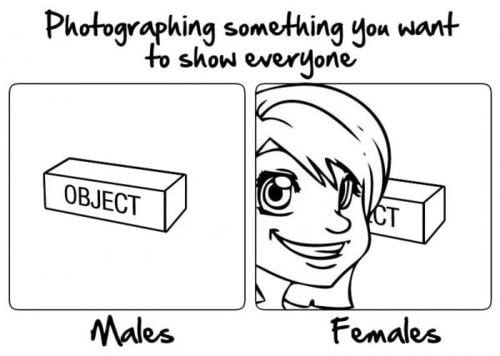 Photographing something you want
to show everyone
OBJECT
CT
Males
Females